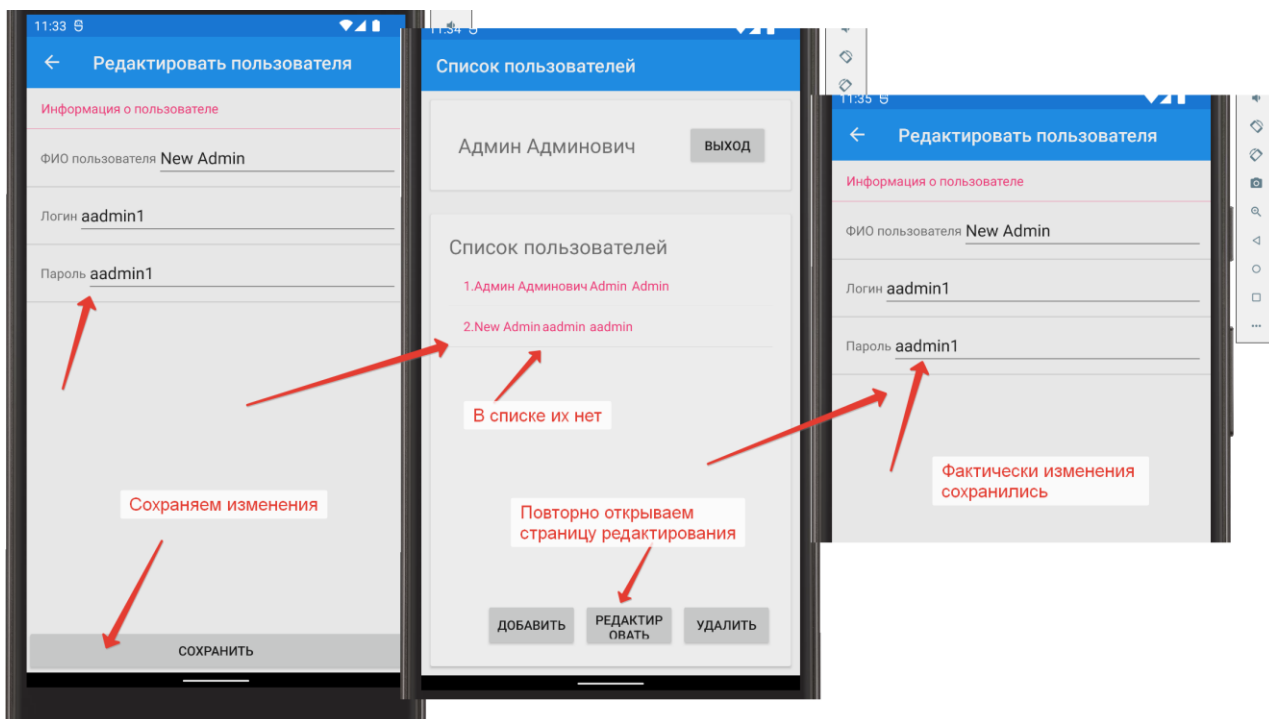 11:33
Редактировать пользователя
Информация о пользователе
ФИО пользователя New Admin
Логин aadmin1
Пароль aadmin1
Сохраняем изменения
СОХРАНИТЬ
11:34
Список пользователей
Админ Админович
ВЫХОД
Список пользователей
1.Админ Админович Admin Admin
2.New Admin aadmin aadmin
В списке их нет
Повторно открываем
страницу редактирования
ДОБАВИТЬ
РЕДАКТИР
ОВАТЬ
УДАЛИТЬ
11:35
Редактировать пользователя
Информация о пользователе
ФИО пользователя New Admin
Логин aadmin1
Пароль aadmin1
Фактически изменения
сохранились